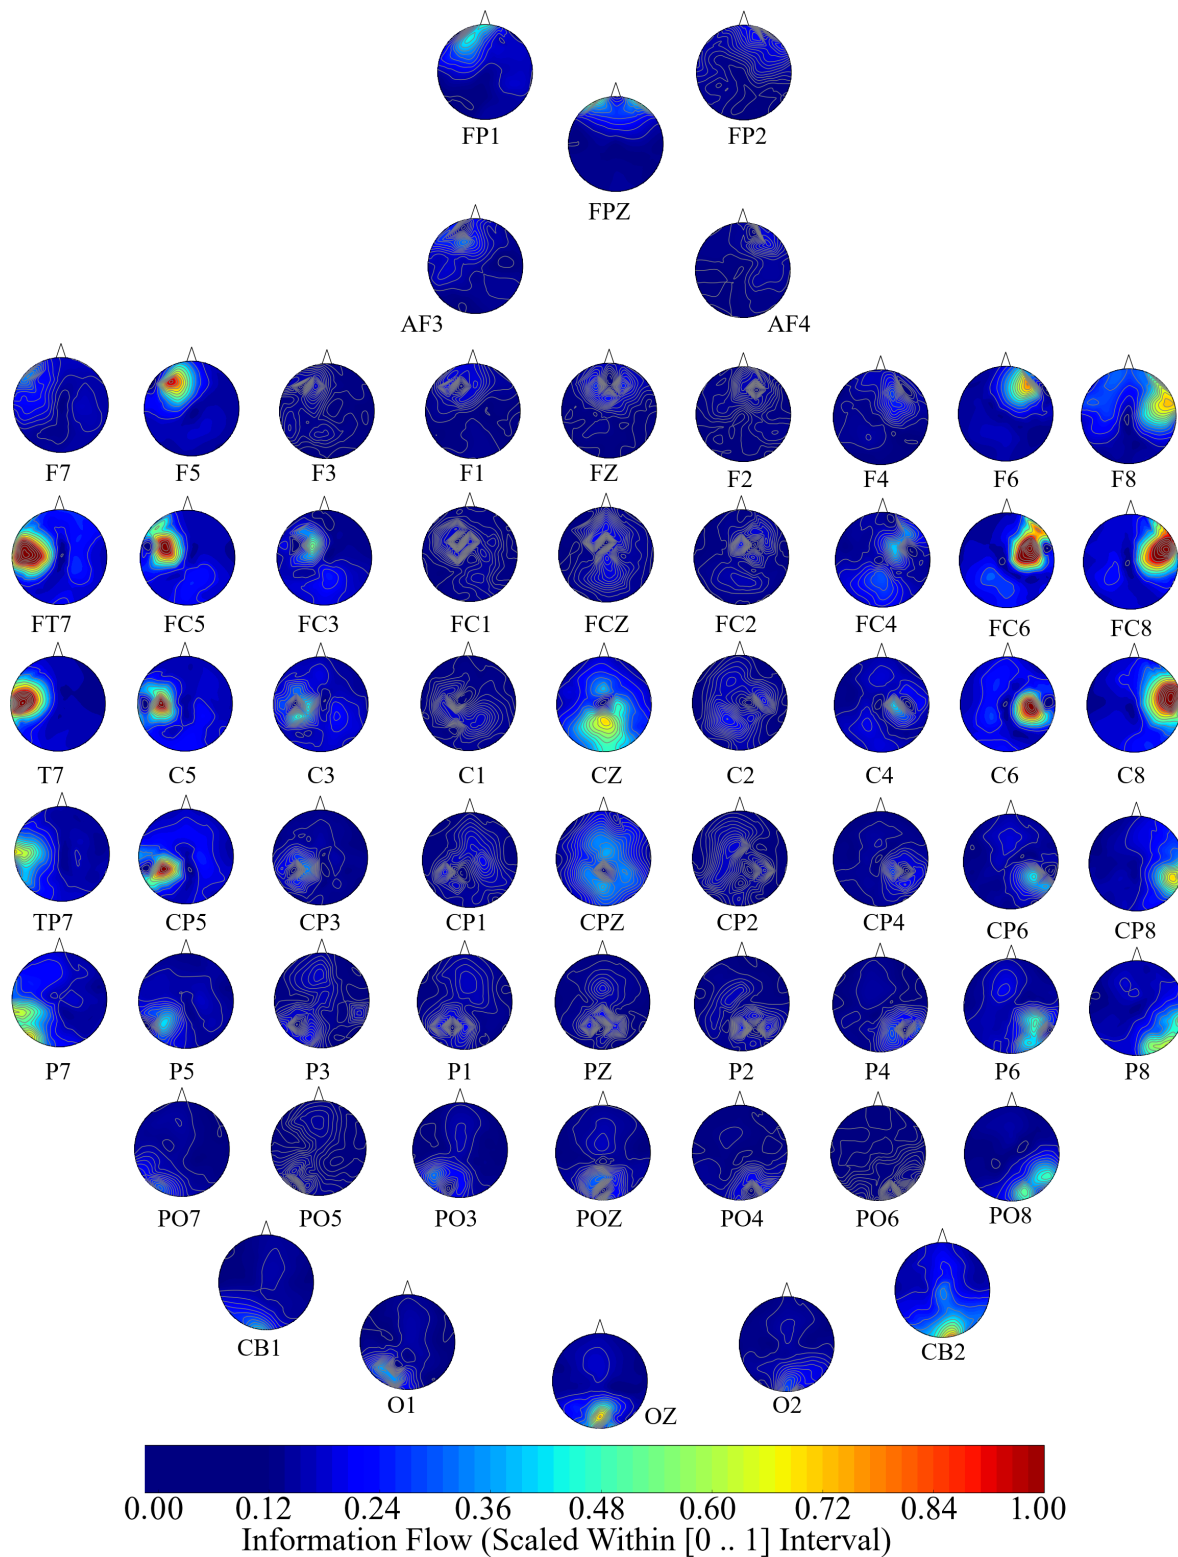 FP1 FP2
FPZ
AF3 AF4
F7 F5 F3 F1 FZ F2 F4 F6 F8
FT7 FC5 FC3 FC1 FCZ FC2 FC4 FC6 FC8
T7 C5 C3 C1 CZ C2 C4 C6 C8
TP7 CP5 CP3 CP1 CPZ CP2 CP4 CP6 CP8
P7 P5 P3 P1 PZ P2 P4 P6 P8
PO7 PO5 PO3 POZ PO4 PO6 PO8
CB1 CB2
O1 OZ O2
0.00 0.12 0.24 0.36 0.48 0.60 0.72 0.84 1.00
Information Flow (Scaled Within [0 .. 1] Interval)